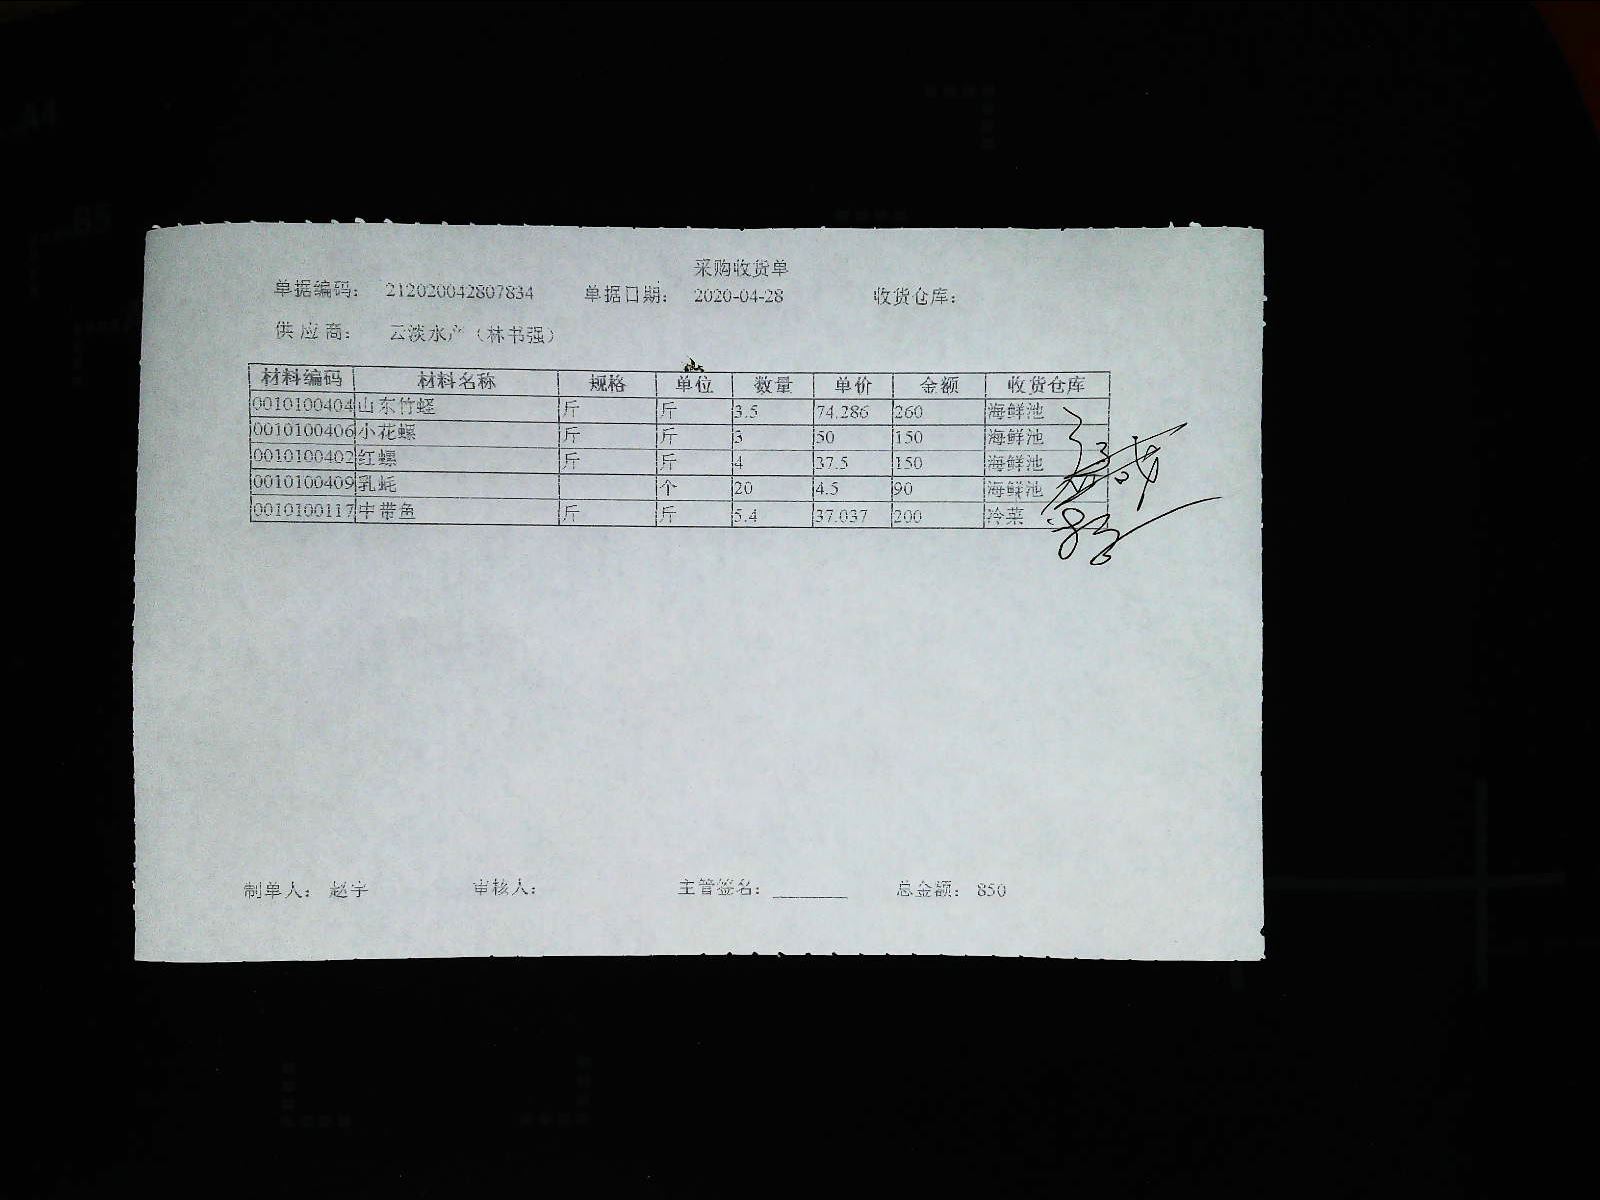 采购收货单
单据编码： 212020042807834 单据日期： 2020-04-28 收货仓库：
供应商： 云淡水产（林书强）
材料编码 材料名称 规格 单位 数量 单价 金额 收货仓库
0010100404 山东竹蛏 斤 斤 3.5 74.286 260 海鲜池
0010100406 小花螺 斤 斤 3 50 150 海鲜池
0010100402 红螺 斤 斤 4 37.5 150 海鲜池
0010100409 乳蚝 个 20 4.5 90 海鲜池
0010100117 中带鱼 斤 斤 5.4 37.037 200 冷菜
制单人： 赵宇 审核人： 主管签名： 总金额： 850